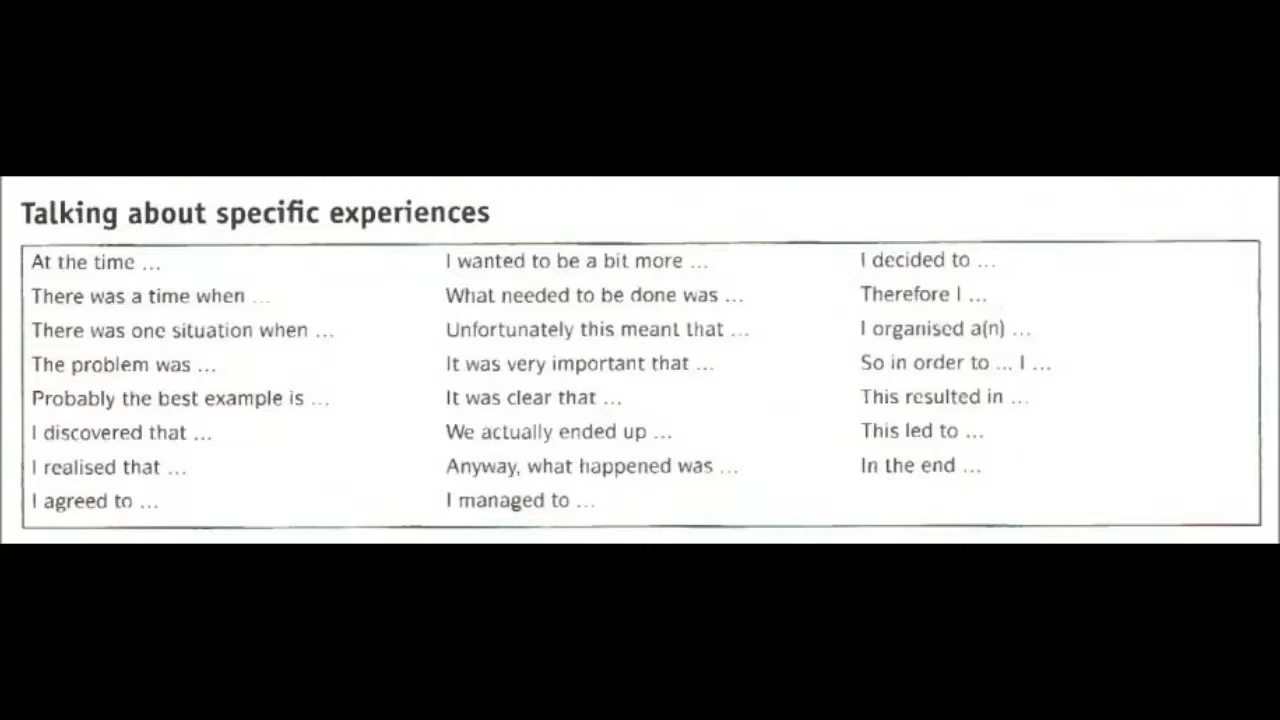 Talking about specific experiences
At the time ...
There was a time when ...
There was one situation when ...
The problem was ...
Probably the best example is ...
I discovered that ...
I realised that ...
I agreed to ...
I wanted to be a bit more ...
What needed to be done was ...
Unfortunately this meant that ...
It was very important that ...
It was clear that ...
We actually ended up ...
Anyway, what happened was ...
I managed to ...
I decided to ...
Therefore I ...
I organised a(n) ...
So in order to ... I ...
This resulted in ...
This led to ...
In the end ...